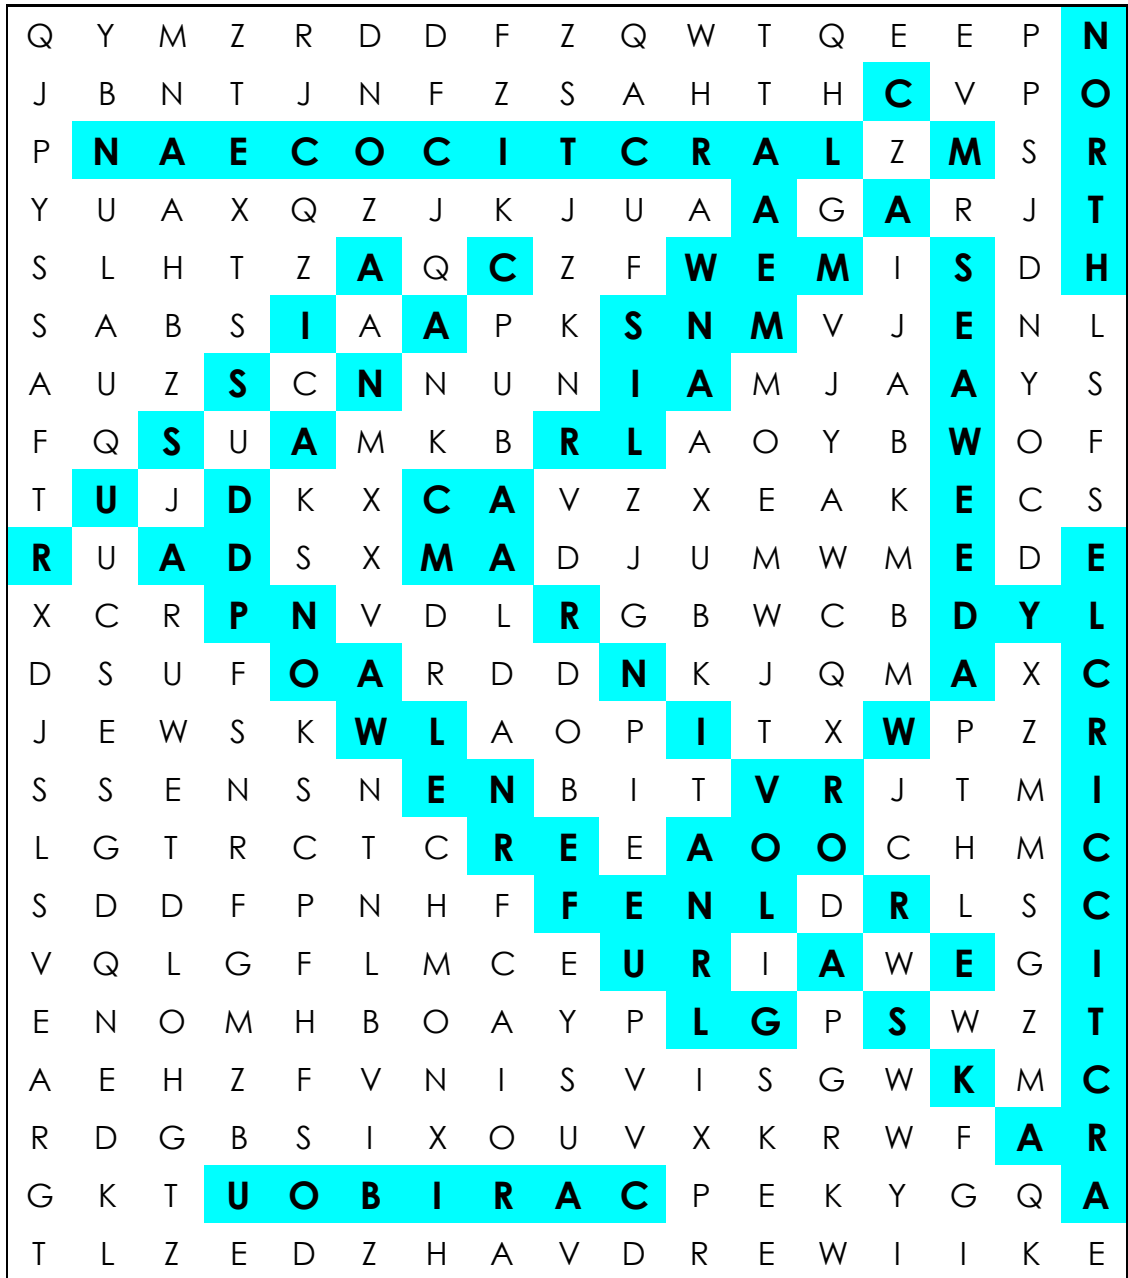 Q Y M Z R D D F Z Q W T Q E E P N
J B N T J N F Z S A H T H C V P O
P N A E C O C I T C R A L Z M S R
Y U A X Q Z J K J U A A G A R J T
S L H T Z A Q C Z F W E M I S D H
S A B S I A A P K S N M V J E N L
A U Z S C N N U N I A M J A A Y S
F Q S U A M K B R L A O Y B W O F
T U J D K X C A V Z X E A K E C S
R U A D S X M A D J U M W M E D E
X C R P N V D L R G B W C B D Y L
D S U F O A R D D N K J Q M A X C
J E W S K W L A O P I T X W P Z R
S S E N S N E N B I T V R J T M I
L G T R C T C R E E A O O C H M C
S D D F P N H F F E N L D R L S C
V Q L G F L M C E U R I A W E G I
E N O M H B O A Y P L G P S W Z T
A E H Z F V N I S V I S G W K M C
R D G B S I X O U V X K R W F A R
G K T U O B I R A C P E K Y G Q A
T L Z E D Z H A V D R E W I I K E